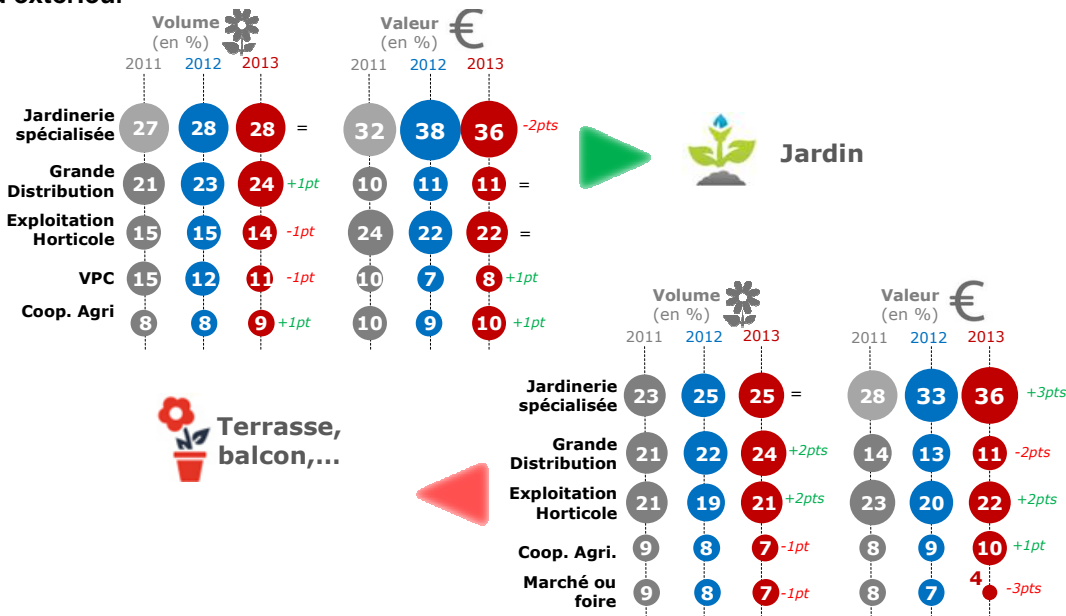 d'extérieur
Volume
(en %)
Valeur €
(en %)
2011 2012 2013 2011 2012 2013
Jardinerie
spécialisée
27 28 28 = 32 38 36 -2pts
Grande
Distribution
21 23 24 +1pt 10 11 11 =
Exploitation
Horticole
15 15 14 -1pt 24 22 22 =
VPC 15 12 11 -1pt 10 7 8 +1pt
Coop. Agri
8 8 9 +1pt 10 9 10 +1pt
Jardin
Volume
(en %)
Valeur €
(en %)
2011 2012 2013 2011 2012 2013
Jardinerie
spécialisée
23 25 25 = 28 33 36 +3pts
Grande
Distribution
21 22 24 +2pts 14 13 11 -2pts
Exploitation
Horticole
21 19 21 +2pts 23 20 22 +2pts
Coop. Agri. 9 8 7 -1pt 8 9 10 +1pt
Marché ou
foire
9 8 7 -1pt 8 7 4 -3pts
Terrasse,
balcon,...